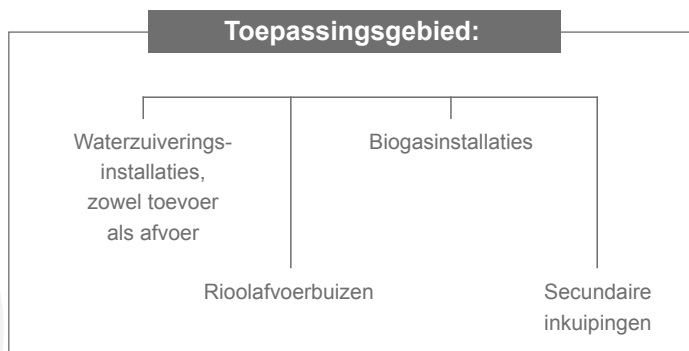 Toepassingsgebied:
Waterzuiverings-
installaties,
zowel toevoer
als afvoer
Biogasinstallaties
Rioolafvoerbuizen
Secundaire
inkuipingen